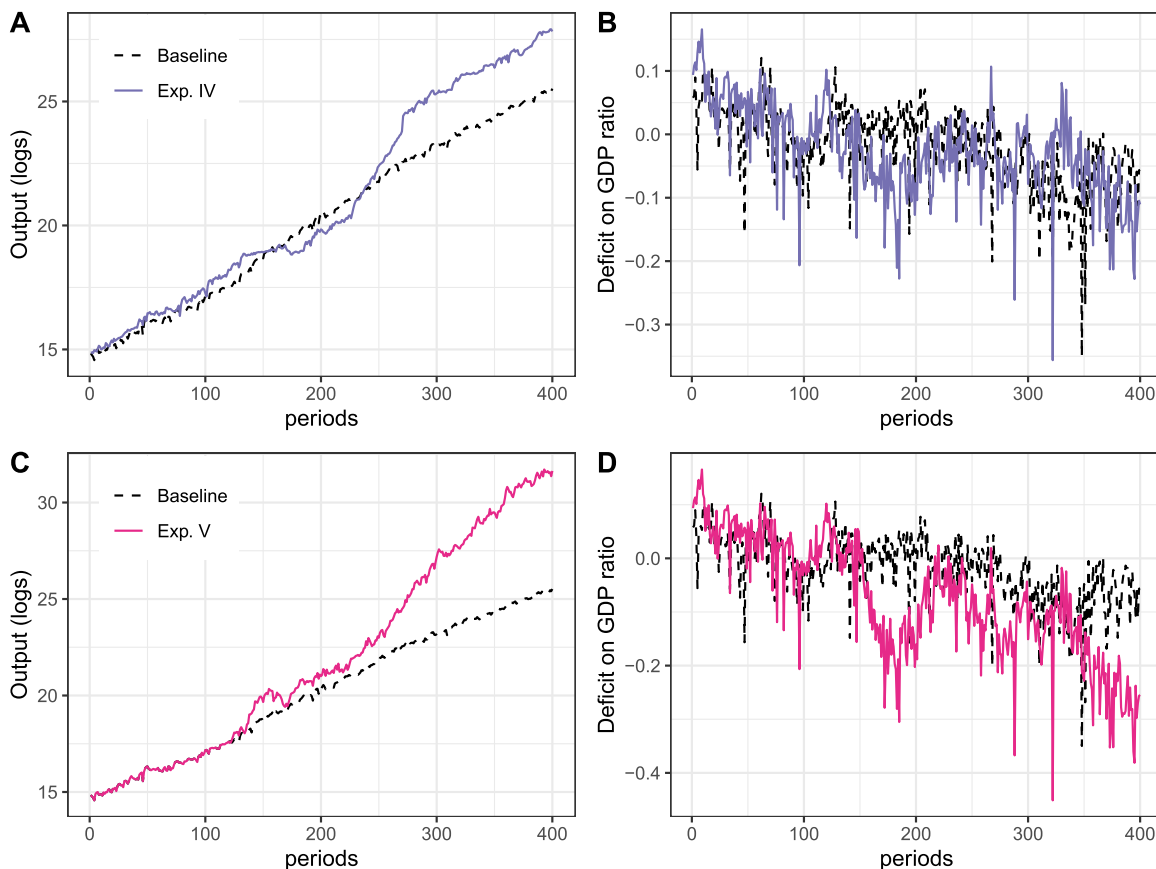 A
Baseline
Exp. IV
Output (logs)
25
20
15
0 100 200 300 400
periods
B
Deficit on GDP ratio
0.1
0.0
−0.1
−0.2
−0.3
0 100 200 300 400
periods
C
Baseline
Exp. V
Output (logs)
30
25
20
15
0 100 200 300 400
periods
D
Deficit on GDP ratio
0.0
−0.2
−0.4
0 100 200 300 400
periods